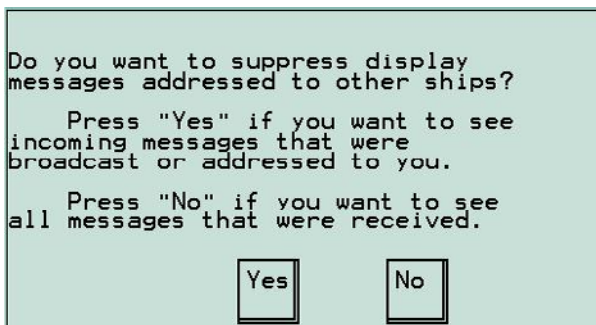 Do you want to suppress display
messages addressed to other ships?
Press "Yes" if you want to see
incoming messages that were
broadcast or addressed to you.
Press "No" if you want to see
all messages that were received.
Yes No